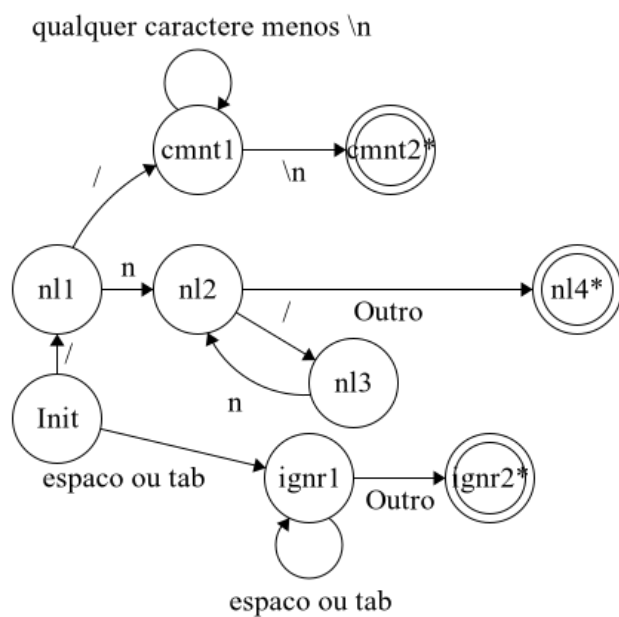 qualquer caractere menos \n
cmnt1
cmnt2*
\n
/
nl1
n
nl2
nl4*
Outro
/
nl3
n
/
Init
espaco ou tab
ignr1
ignr2*
Outro
espaco ou tab